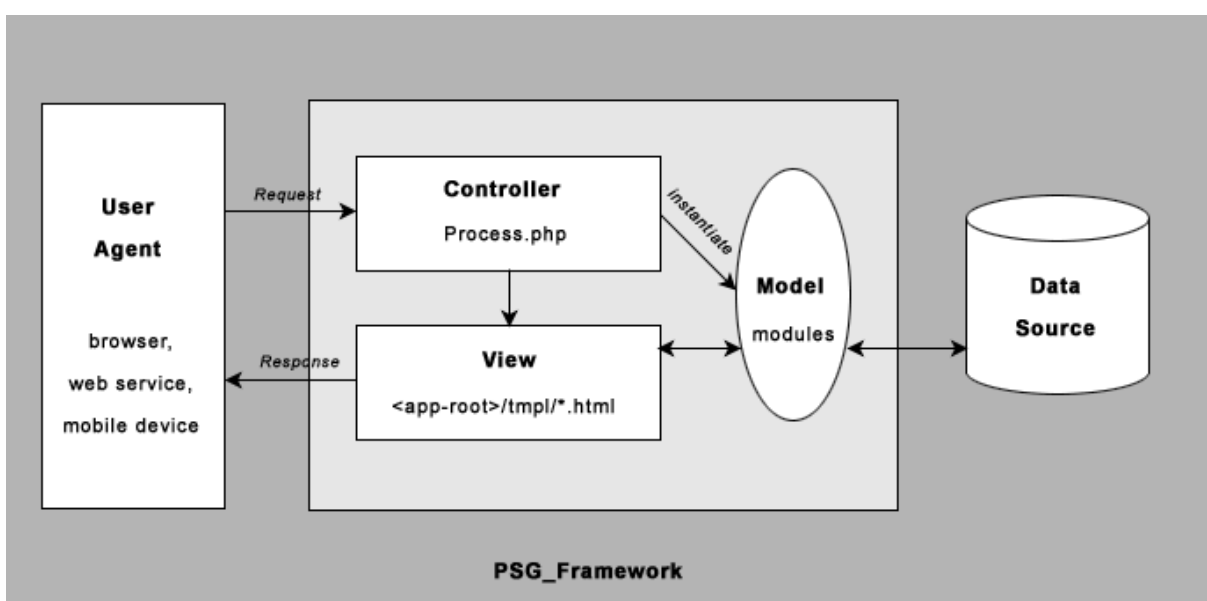 User
Agent
browser,
web service,
mobile device
Request
Response
Controller
Process.php
instantiate
View
<app-root>/tmpl/*.html
Model
modules
Data
Source
PSG_Framework